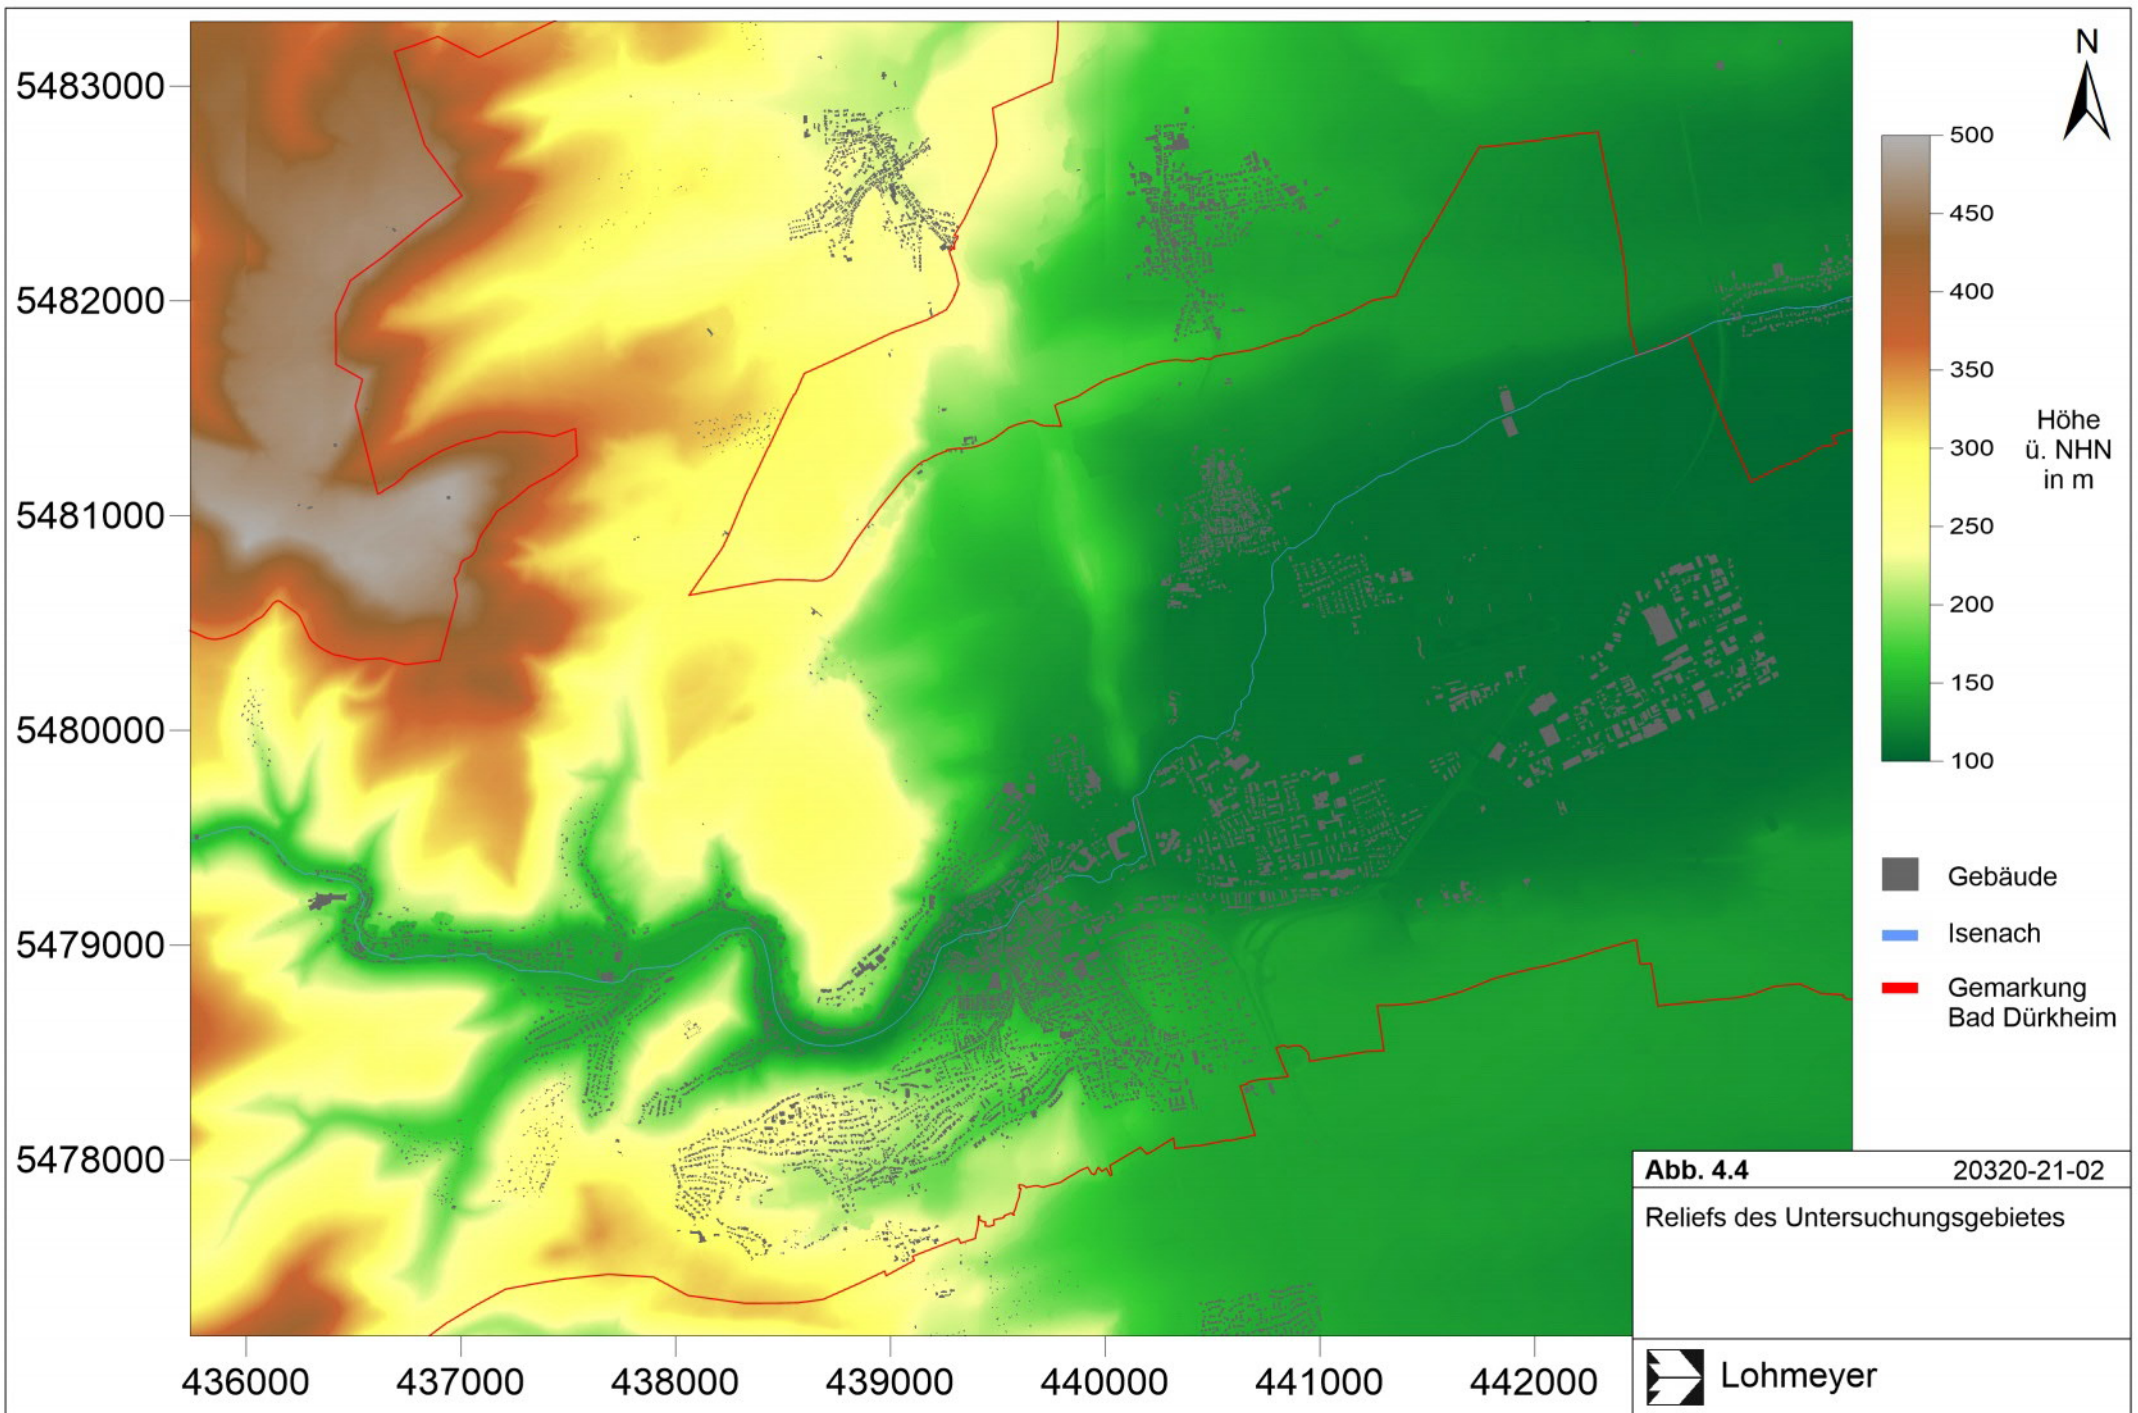 5483000
5482000
5481000
5480000
5479000
5478000
436000 437000 438000 439000 440000 441000 442000
N
500
450
400
350
300
250
200
150
100
Höhe
ü. NHN
in m
Gebäude
Isenach
Gemarkung
Bad Dürkheim
Abb. 4.4 20320-21-02
Reliefs des Untersuchungsgebietes
Lohmeyer